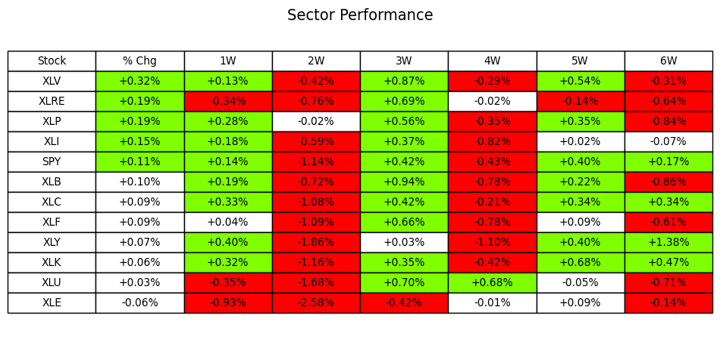 Sector Performance
Stock % Chg 1W 2W 3W 4W 5W 6W
XLV +0.32% +0.13% -0.42% +0.87% -0.29% +0.54% -0.31%
XLRE +0.19% -0.34% -0.76% +0.69% -0.02% -0.14% -0.64%
XLP +0.19% +0.28% -0.02% +0.56% -0.35% +0.35% -0.84%
XLI +0.15% +0.18% -0.59% +0.37% -0.82% +0.02% -0.07%
SPY +0.11% +0.14% -1.14% +0.42% -0.43% +0.40% +0.17%
XLB +0.10% +0.19% -0.72% +0.94% -0.78% +0.22% -0.86%
XLC +0.09% +0.33% -1.08% +0.42% -0.21% +0.34% +0.34%
XLF +0.09% +0.04% -1.09% +0.66% -0.78% +0.09% -0.61%
XLY +0.07% +0.40% -1.86% +0.03% -1.10% +0.40% +1.38%
XLK +0.06% +0.32% -1.16% +0.35% -0.42% +0.68% +0.47%
XLU +0.03% -0.35% -1.68% +0.70% +0.68% -0.05% -0.71%
XLE -0.06% -0.93% -2.58% -0.42% -0.01% +0.09% -0.14%